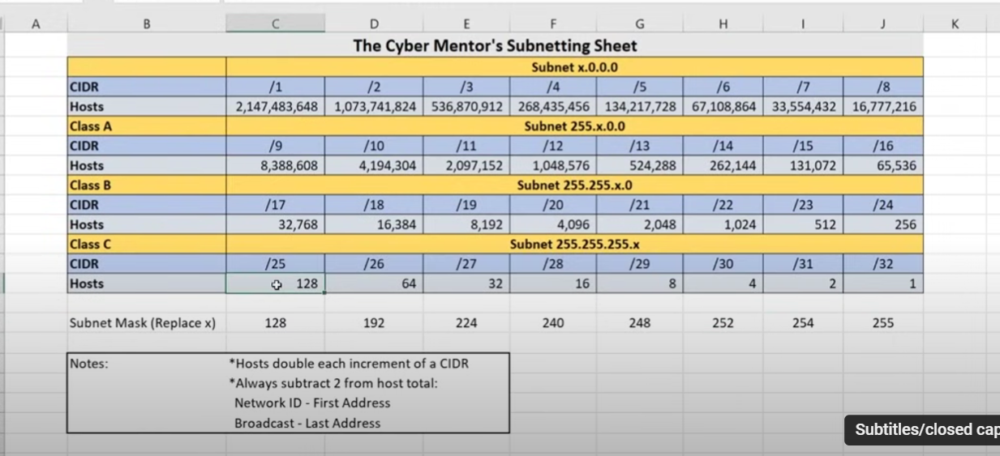 A B C D E F G H I J K
The Cyber Mentor's Subnetting Sheet
Subnet x.0.0.0
CIDR /1 /2 /3 /4 /5 /6 /7 /8
Hosts 2,147,483,648 1,073,741,824 536,870,912 268,435,456 134,217,728 67,108,864 33,554,432 16,777,216
Class A Subnet 255.x.0.0
CIDR /9 /10 /11 /12 /13 /14 /15 /16
Hosts 8,388,608 4,194,304 2,097,152 1,048,576 524,288 262,144 131,072 65,536
Class B Subnet 255.255.x.0
CIDR /17 /18 /19 /20 /21 /22 /23 /24
Hosts 32,768 16,384 8,192 4,096 2,048 1,024 512 256
Class C Subnet 255.255.255.x
CIDR /25 /26 /27 /28 /29 /30 /31 /32
Hosts 128 64 32 16 8 4 2 1
Subnet Mask (Replace x) 128 192 224 240 248 252 254 255
Notes: *Hosts double each increment of a CIDR
*Always subtract 2 from host total:
Network ID - First Address
Broadcast - Last Address
Subtitles/closed cap